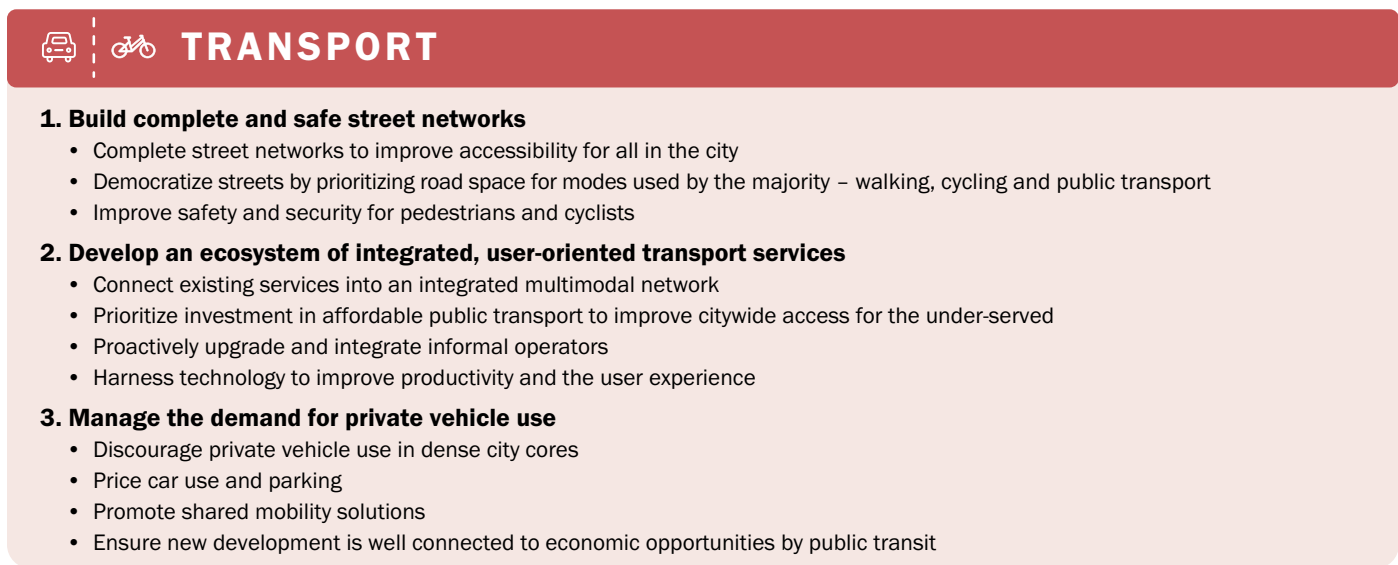 TRANSPORT
1. Build complete and safe street networks
• Complete street networks to improve accessibility for all in the city
• Democratize streets by prioritizing road space for modes used by the majority – walking, cycling and public transport
• Improve safety and security for pedestrians and cyclists
2. Develop an ecosystem of integrated, user-oriented transport services
• Connect existing services into an integrated multimodal network
• Prioritize investment in affordable public transport to improve citywide access for the under-served
• Proactively upgrade and integrate informal operators
• Harness technology to improve productivity and the user experience
3. Manage the demand for private vehicle use
• Discourage private vehicle use in dense city cores
• Price car use and parking
• Promote shared mobility solutions
• Ensure new development is well connected to economic opportunities by public transit